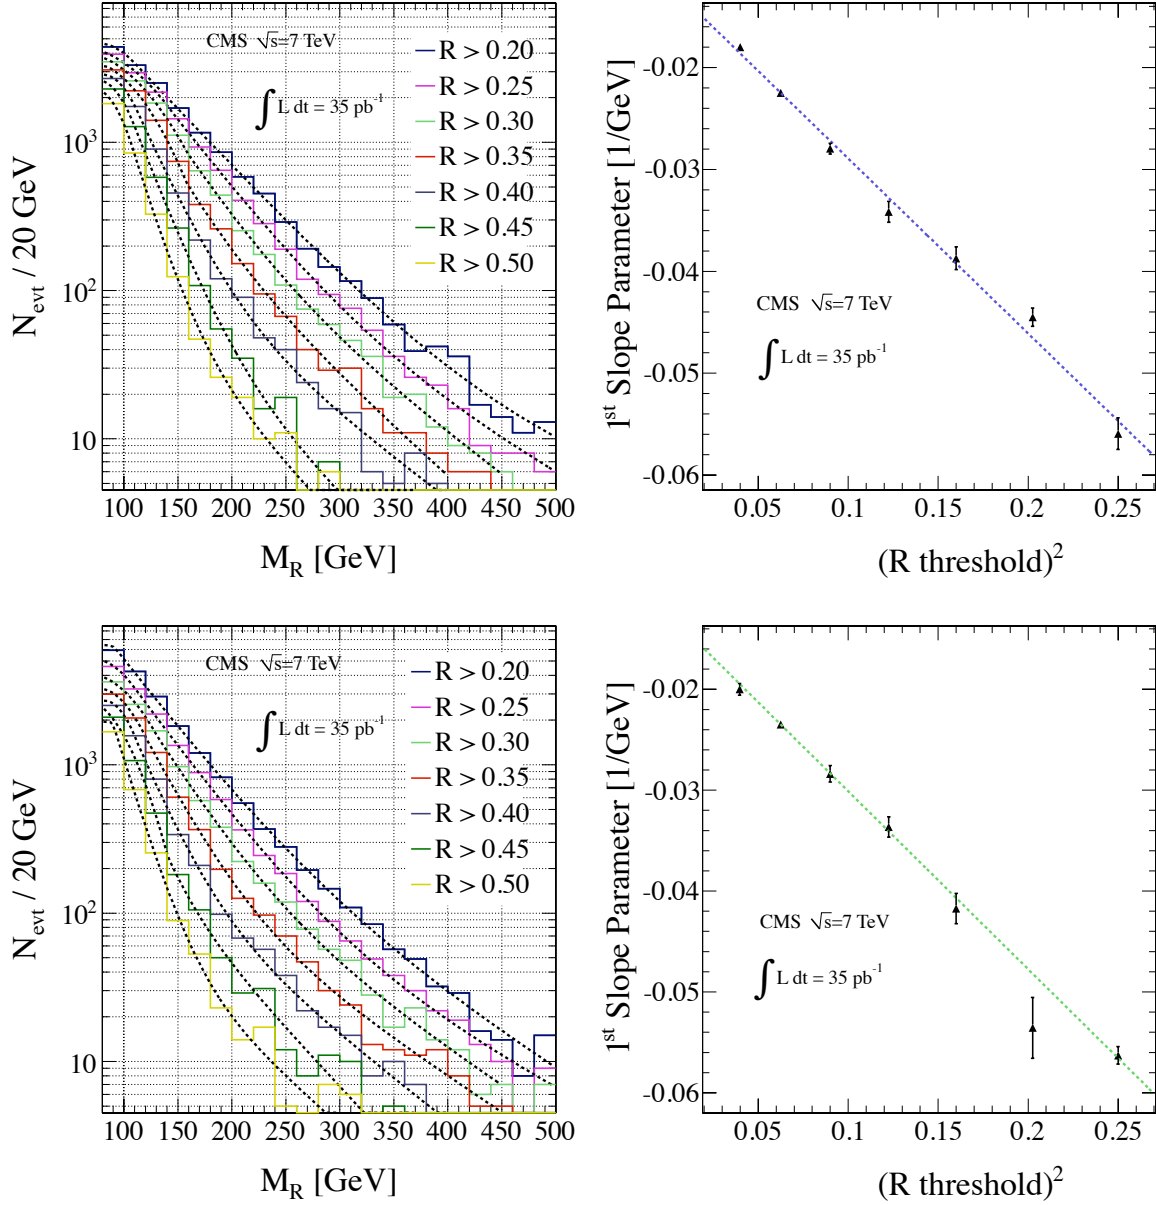 CMS √s=7 TeV
∫ L dt = 35 pb⁻¹
R > 0.20
R > 0.25
R > 0.30
R > 0.35
R > 0.40
R > 0.45
R > 0.50
N_evt / 20 GeV
10³
10²
10
100 150 200 250 300 350 400 450 500
M_R [GeV]
1ˢᵗ Slope Parameter [1/GeV]
-0.02
-0.03
-0.04
-0.05
-0.06
CMS √s=7 TeV
∫ L dt = 35 pb⁻¹
0.05 0.1 0.15 0.2 0.25
(R threshold)²
CMS √s=7 TeV
∫ L dt = 35 pb⁻¹
R > 0.20
R > 0.25
R > 0.30
R > 0.35
R > 0.40
R > 0.45
R > 0.50
N_evt / 20 GeV
10³
10²
10
100 150 200 250 300 350 400 450 500
M_R [GeV]
1ˢᵗ Slope Parameter [1/GeV]
-0.02
-0.03
-0.04
-0.05
-0.06
CMS √s=7 TeV
∫ L dt = 35 pb⁻¹
0.05 0.1 0.15 0.2 0.25
(R threshold)²